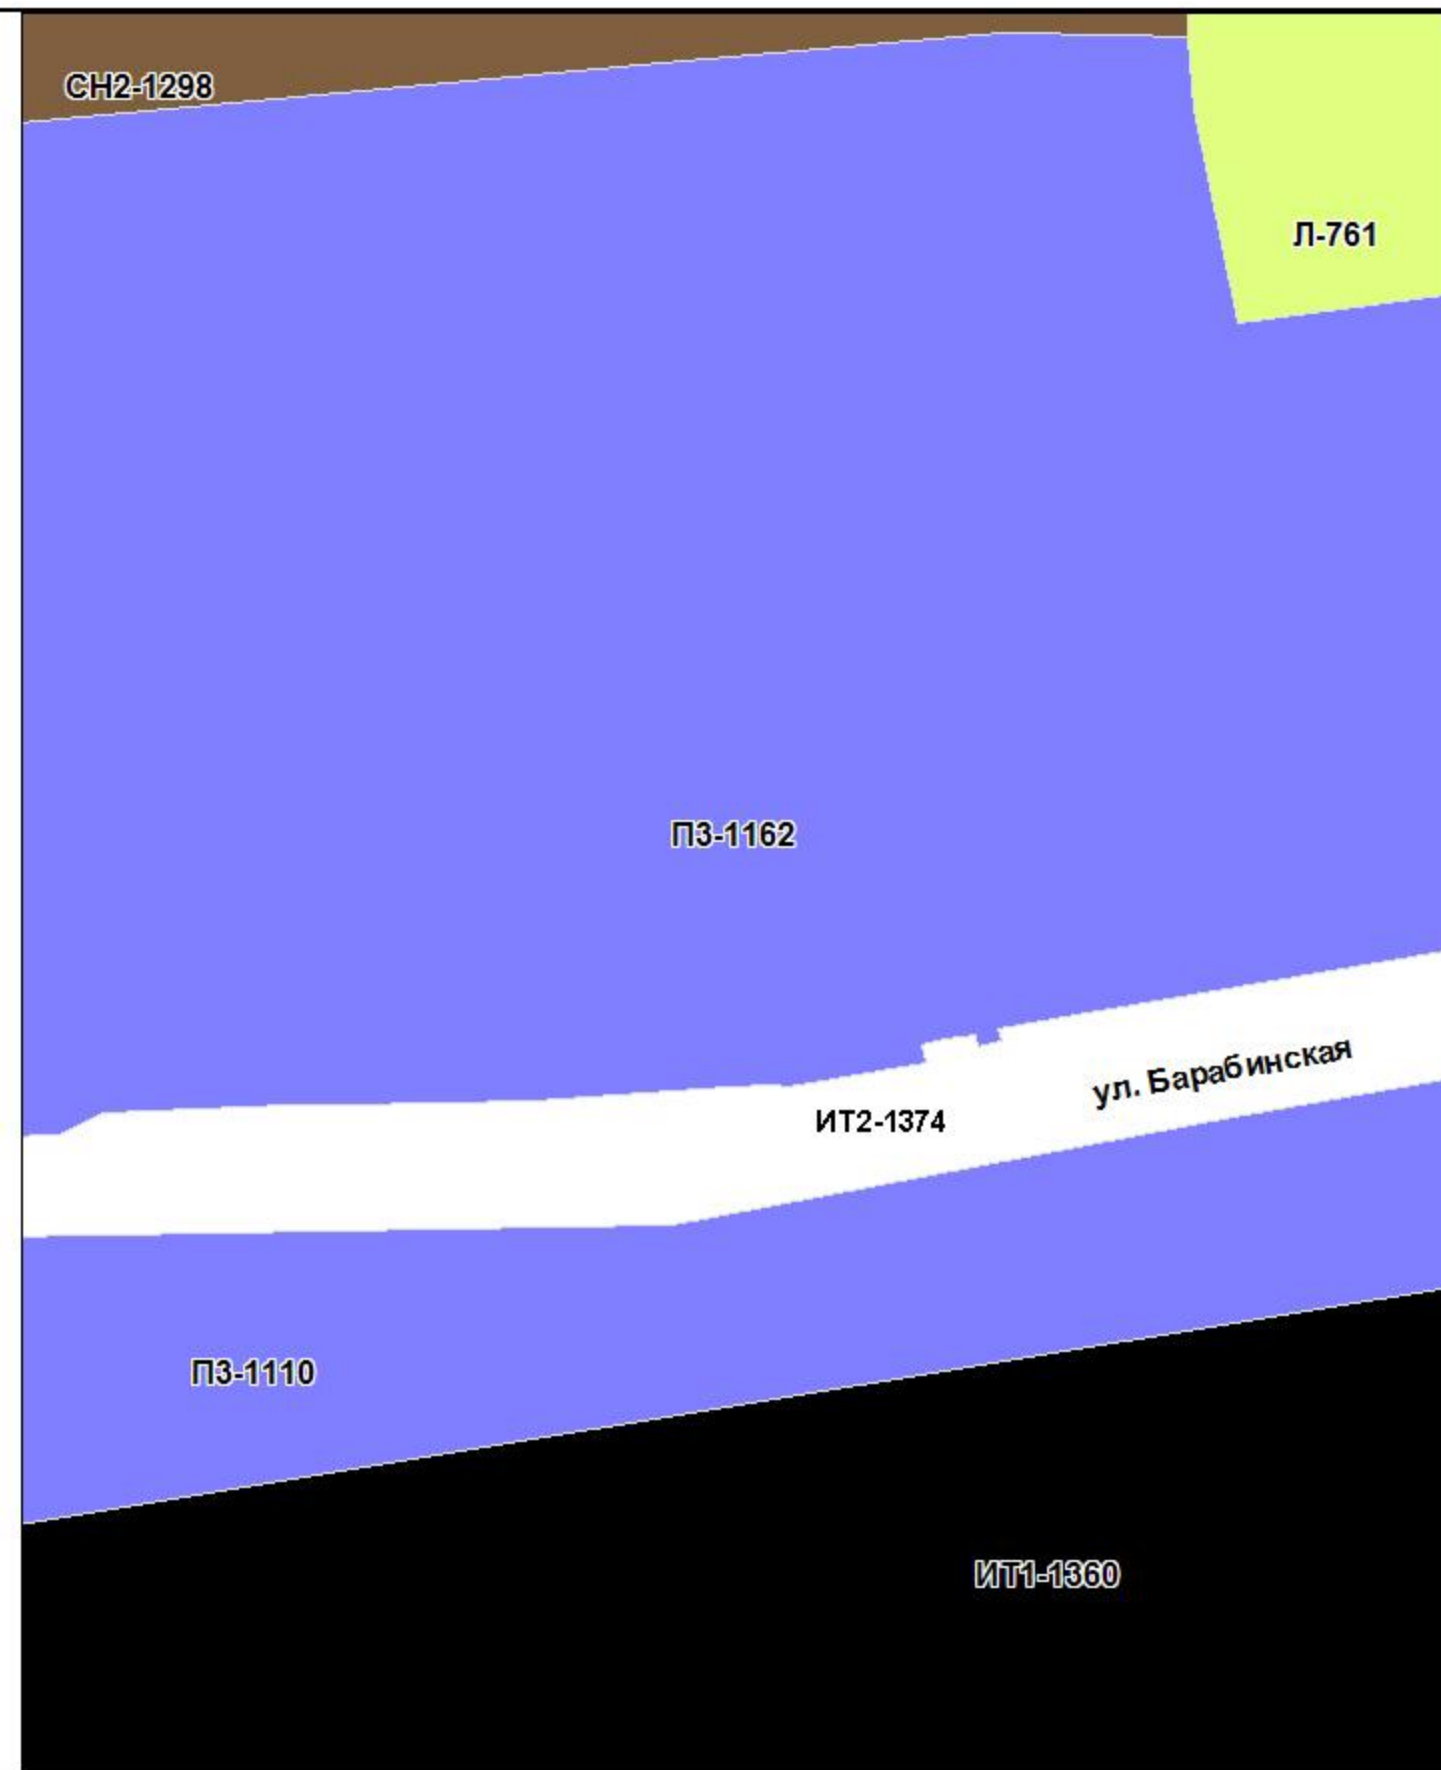 СН2-1298
Л-761
П3-1162
ул. Барабинская
ИТ2-1374
П3-1110
ИТ1-1360